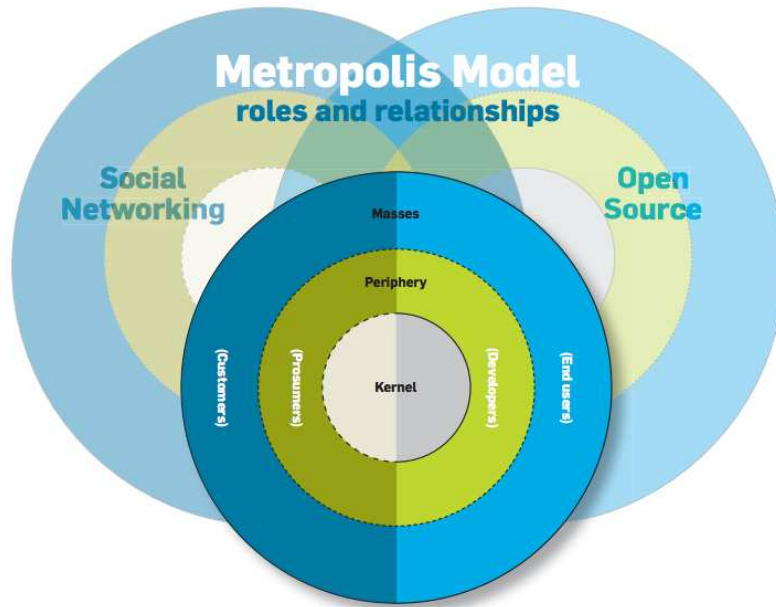 Metropolis Model
roles and relationships
Social
Networking
Open
Source
Masses
Periphery
(Customers)
(Prosumers)
Kernel
(Developers)
(End users)